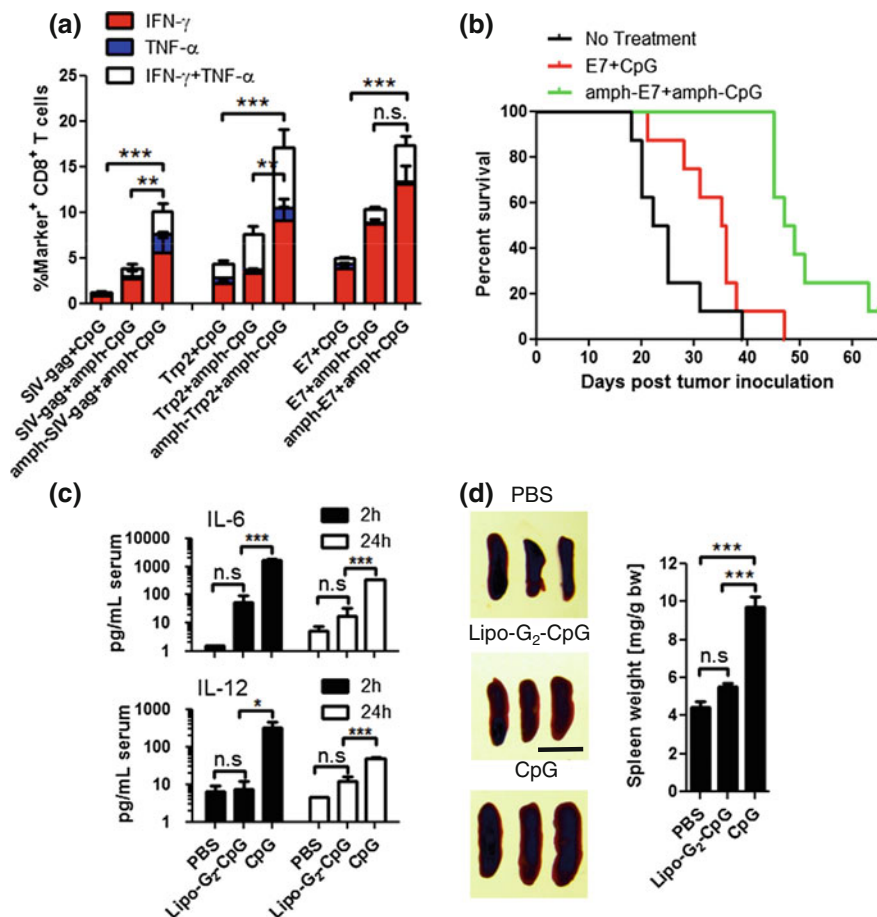 (a)
IFN-γ
TNF-α
IFN-γ+TNF-α
%Marker⁺ CD8⁺ T cells
25
20
15
10
5
0
***
**
***
**
***
n.s.
SIV-gag+CpG
SIV-gag+amph-CpG
amph-SIV-gag+amph-CpG
Trp2+CpG
Trp2+amph-CpG
amph-Trp2+amph-CpG
E7+CpG
E7+amph-CpG
amph-E7+amph-CpG
(b)
No Treatment
E7+CpG
amph-E7+amph-CpG
Percent survival
100
80
60
40
20
0
0 20 40 60
Days post tumor inoculation
(c)
IL-6
2h
24h
pg/mL serum
10000
1000
100
10
1
n.s
***
n.s
***
IL-12
2h
24h
pg/mL serum
1000
100
10
1
n.s
*
n.s
***
PBS
Lipo-G₂-CpG
CpG
PBS
Lipo-G₂-CpG
CpG
(d)
PBS
Lipo-G₂-CpG
CpG
Spleen weight [mg/g bw]
12
10
8
6
4
2
0
***
***
n.s
PBS
Lipo-G₂-CpG
CpG